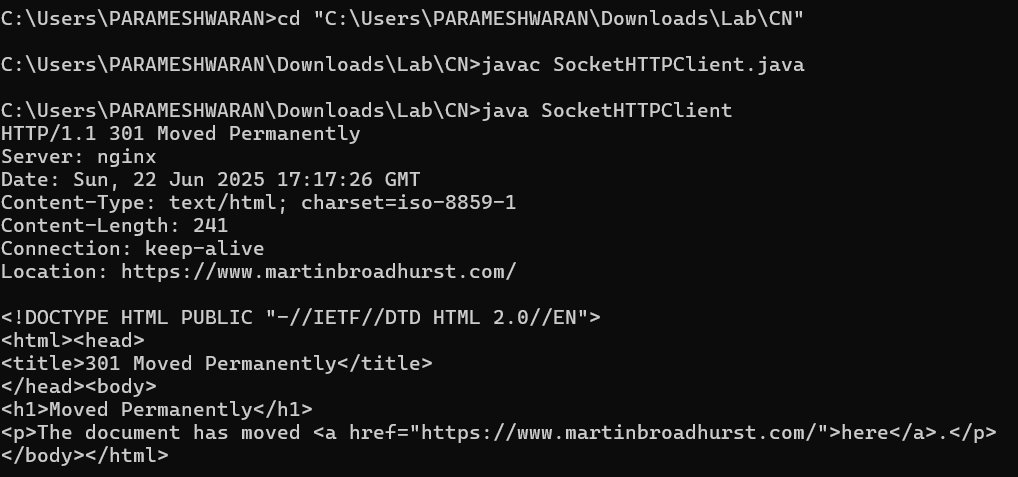 C:\Users\PARAMESHWARAN>cd "C:\Users\PARAMESHWARAN\Downloads\Lab\CN"
C:\Users\PARAMESHWARAN\Downloads\Lab\CN>javac SocketHTTPClient.java
C:\Users\PARAMESHWARAN\Downloads\Lab\CN>java SocketHTTPClient
HTTP/1.1 301 Moved Permanently
Server: nginx
Date: Sun, 22 Jun 2025 17:17:26 GMT
Content-Type: text/html; charset=iso-8859-1
Content-Length: 241
Connection: keep-alive
Location: https://www.martinbroadhurst.com/
<!DOCTYPE HTML PUBLIC "-//IETF//DTD HTML 2.0//EN">
<html><head>
<title>301 Moved Permanently</title>
</head><body>
<h1>Moved Permanently</h1>
<p>The document has moved <a href="https://www.martinbroadhurst.com/">here</a>.</p>
</body></html>